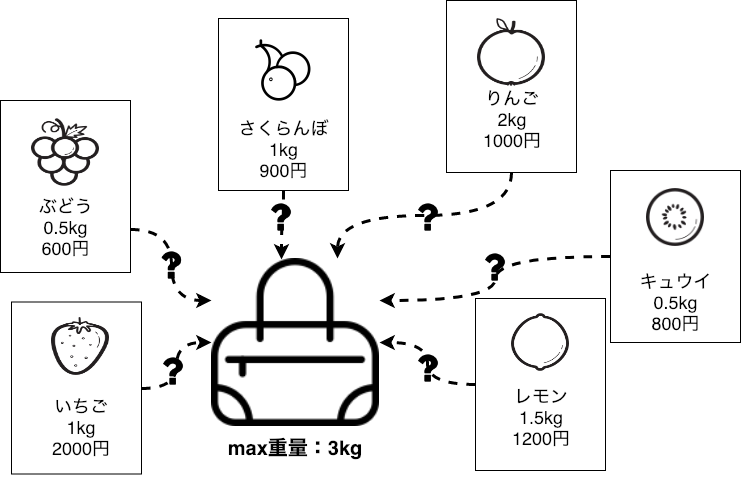 さくらんぼ
1kg
900円
りんご
2kg
1000円
ぶどう
0.5kg
600円
キュウイ
0.5kg
800円
いちご
1kg
2000円
レモン
1.5kg
1200円
?
?
?
?
?
?
max重量：3kg